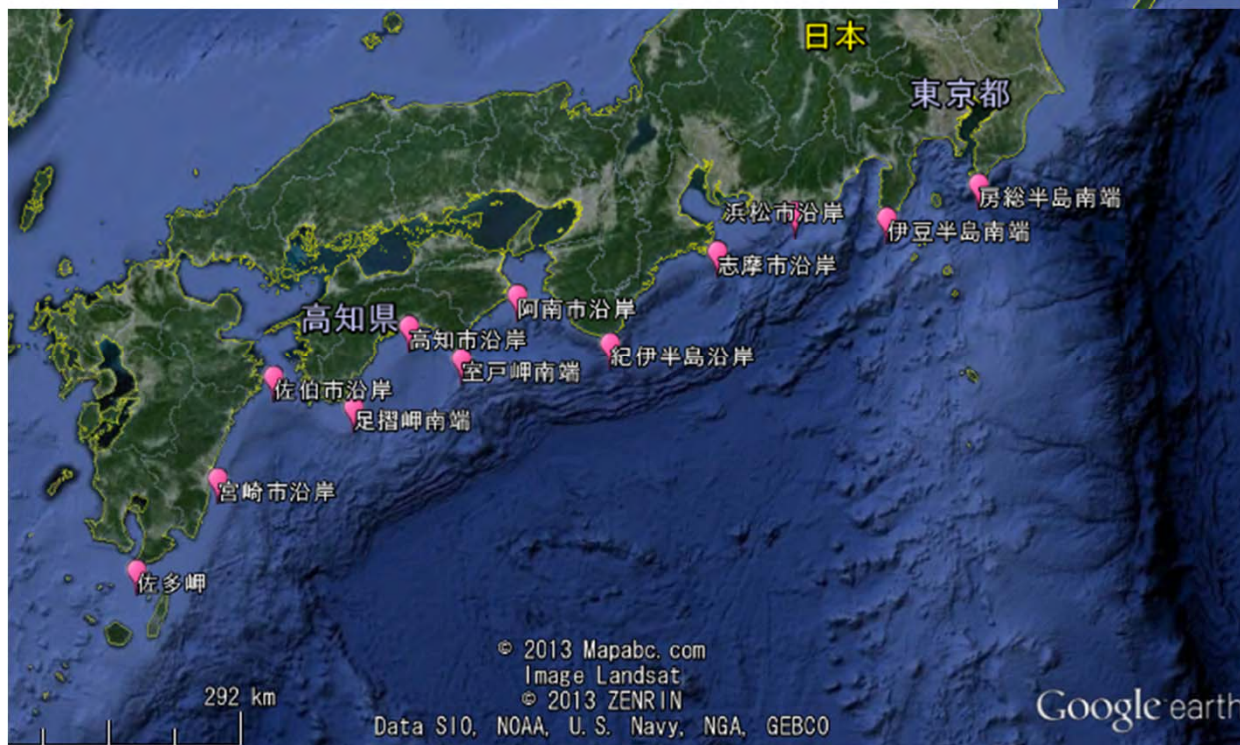 日本
東京都
房総半島南端
浜松市沿岸
伊豆半島南端
志摩市沿岸
阿南市沿岸
高知県
高知市沿岸
紀伊半島沿岸
室戸岬南端
佐伯市沿岸
足摺岬南端
宮崎市沿岸
佐多岬
© 2013 Mapabc.com
Image Landsat
© 2013 ZENRIN
Data SIO, NOAA, U.S. Navy, NGA, GEBCO
292 km
Google earth